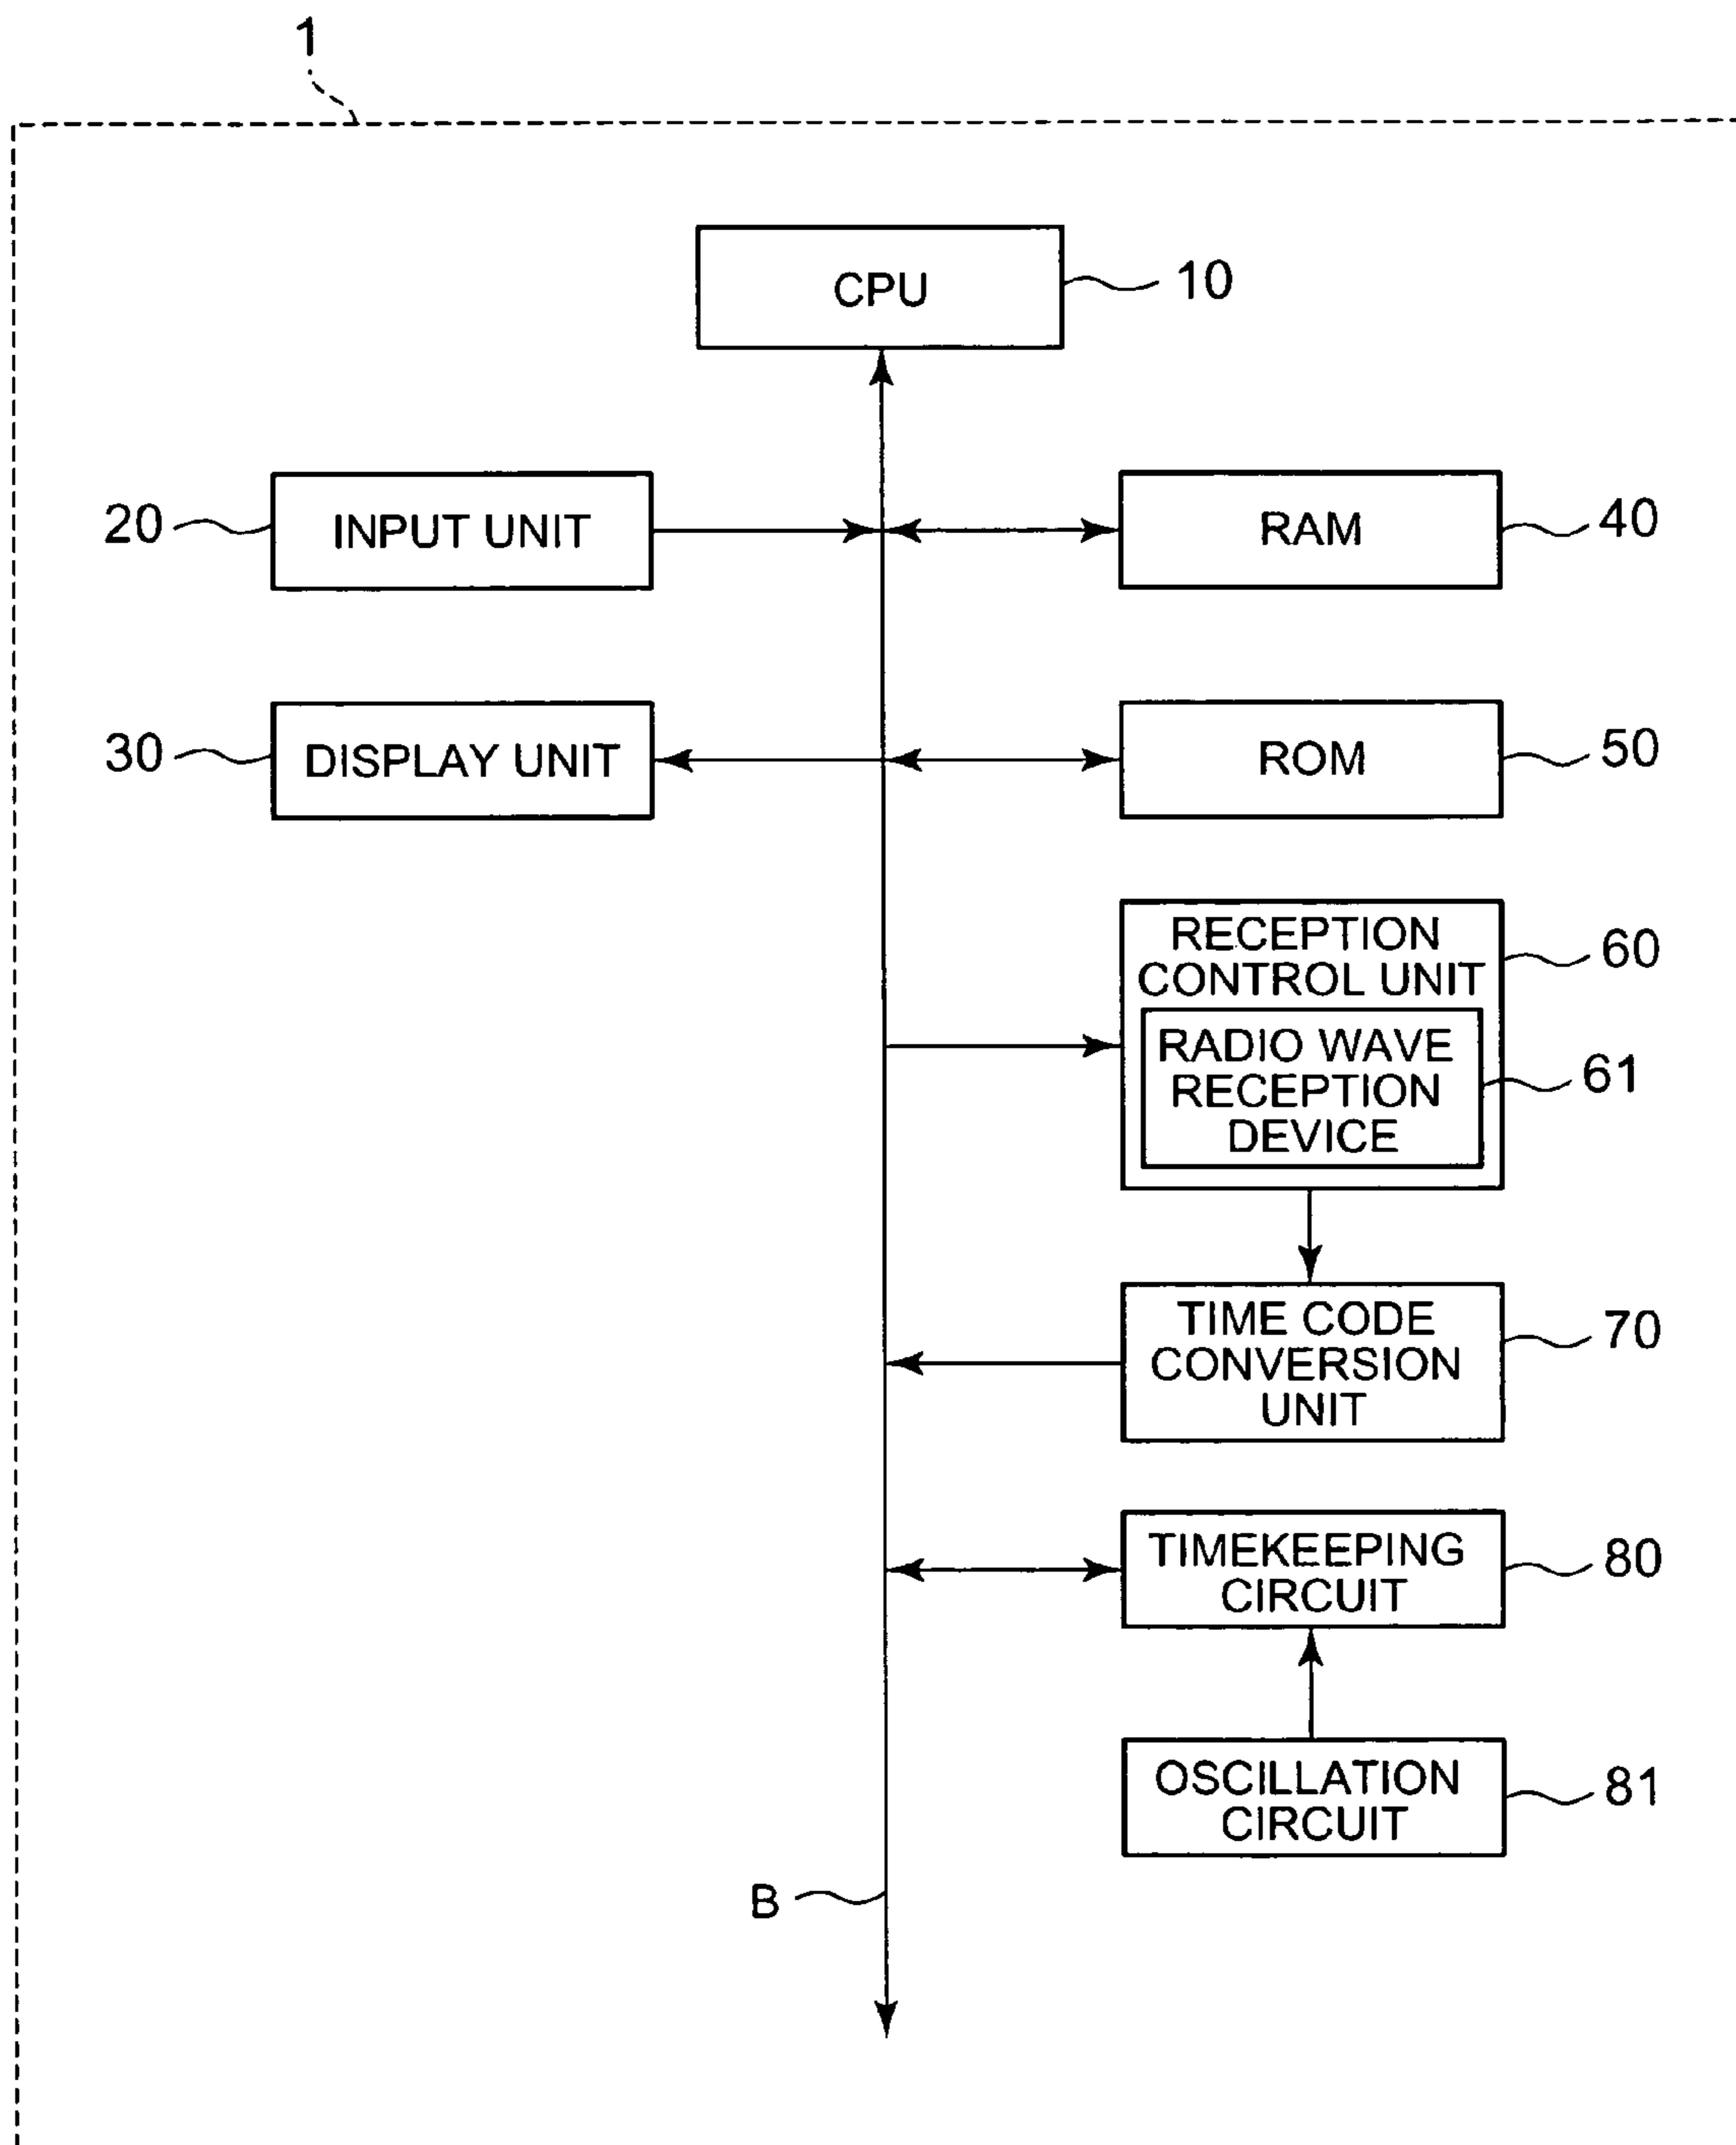 1
CPU
10
20
INPUT UNIT
RAM
40
30
DISPLAY UNIT
ROM
50
RECEPTION
CONTROL UNIT
60
RADIO WAVE
RECEPTION
DEVICE
61
TIME CODE
CONVERSION
UNIT
70
TIMEKEEPING
CIRCUIT
80
OSCILLATION
CIRCUIT
81
B